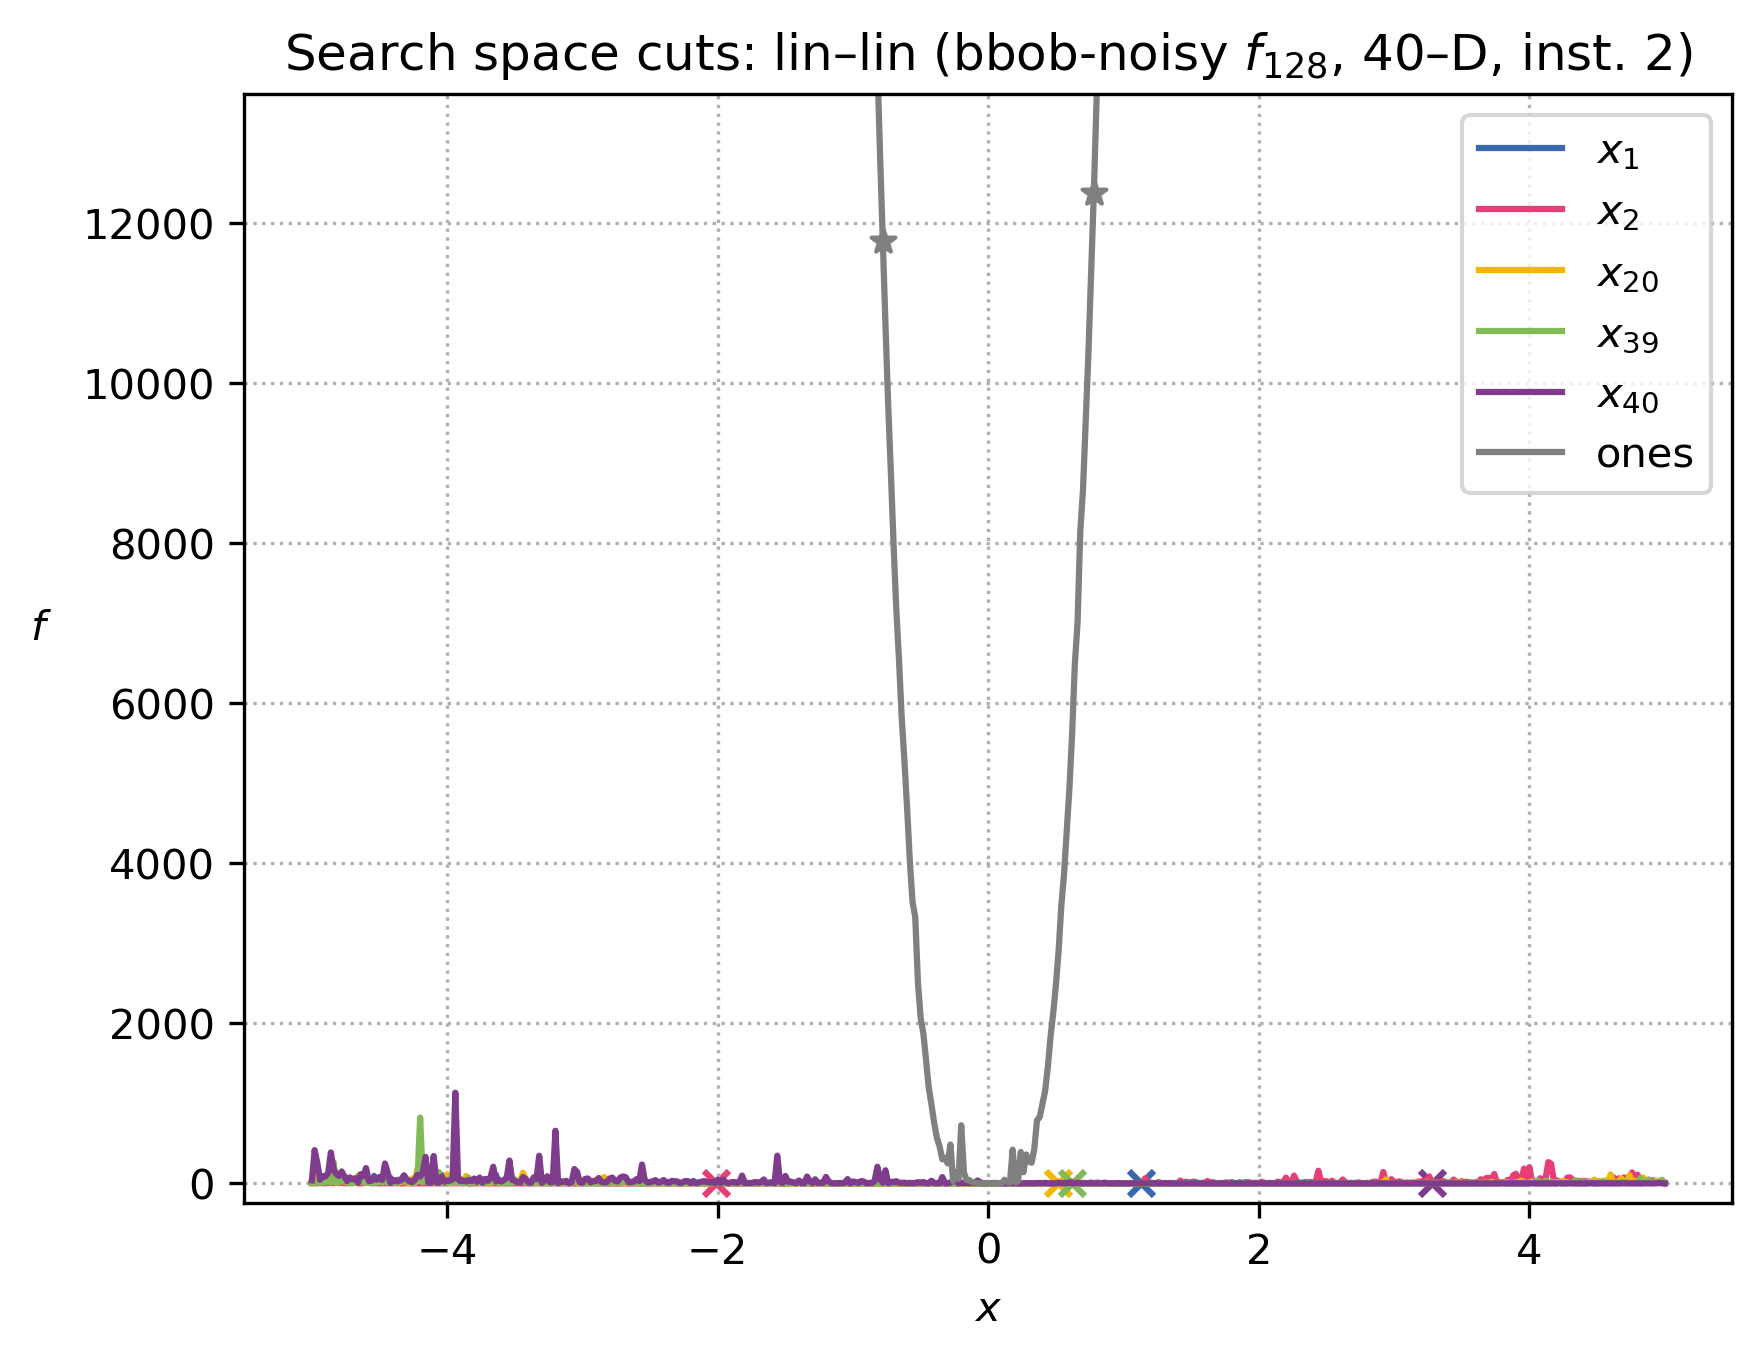 Search space cuts: lin–lin (bbob-noisy f₁₂₈, 40–D, inst. 2)
x₁
x₂
x₂₀
x₃₉
x₄₀
ones
12000
10000
8000
6000
4000
2000
0
f
−4 −2 0 2 4
x